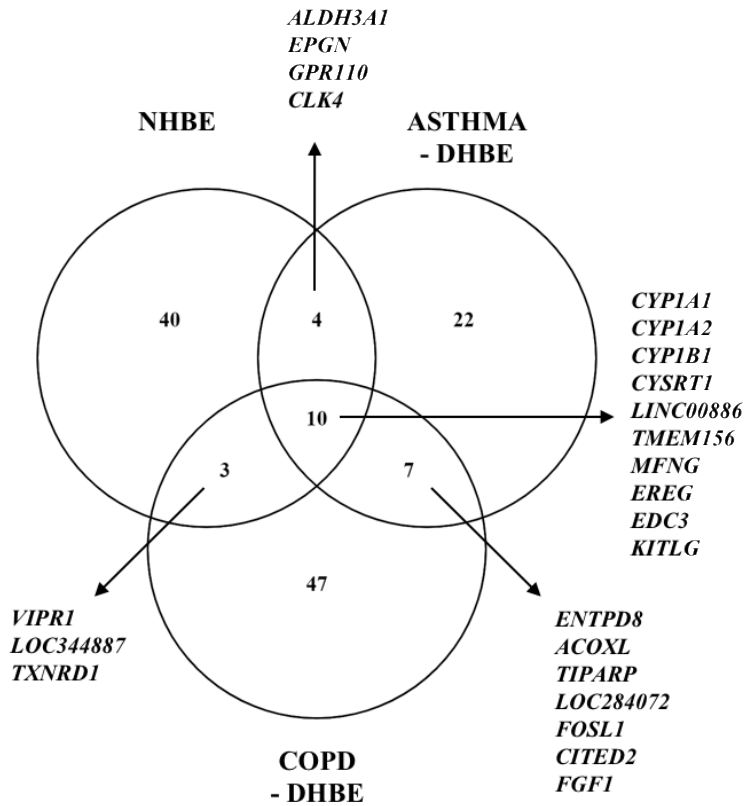 ALDH3A1
EPGN
GPR110
CLK4
NHBE
ASTHMA
- DHBE
40
4
22
10
3
7
47
CYP1A1
CYP1A2
CYP1B1
CYSRT1
LINC00886
TMEM156
MFNG
EREG
EDC3
KITLG
VIPR1
LOC344887
TXNRD1
ENTPD8
ACOXL
TIPARP
LOC284072
FOSL1
CITED2
FGF1
COPD
- DHBE